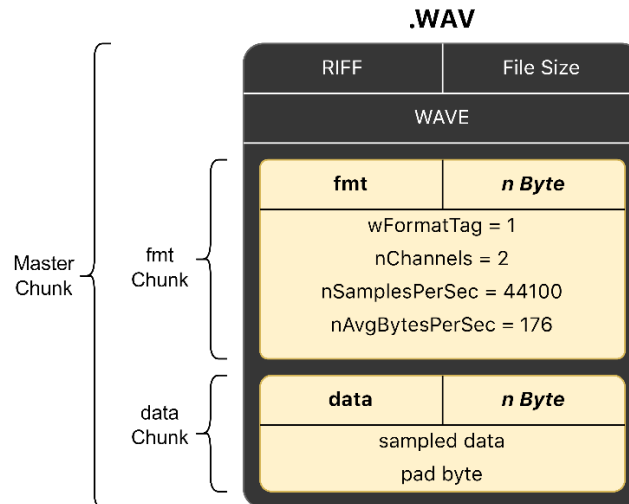 .WAV
RIFF
File Size
WAVE
Master
Chunk
fmt
Chunk
fmt
n Byte
wFormatTag = 1
nChannels = 2
nSamplesPerSec = 44100
nAvgBytesPerSec = 176
data
Chunk
data
n Byte
sampled data
pad byte